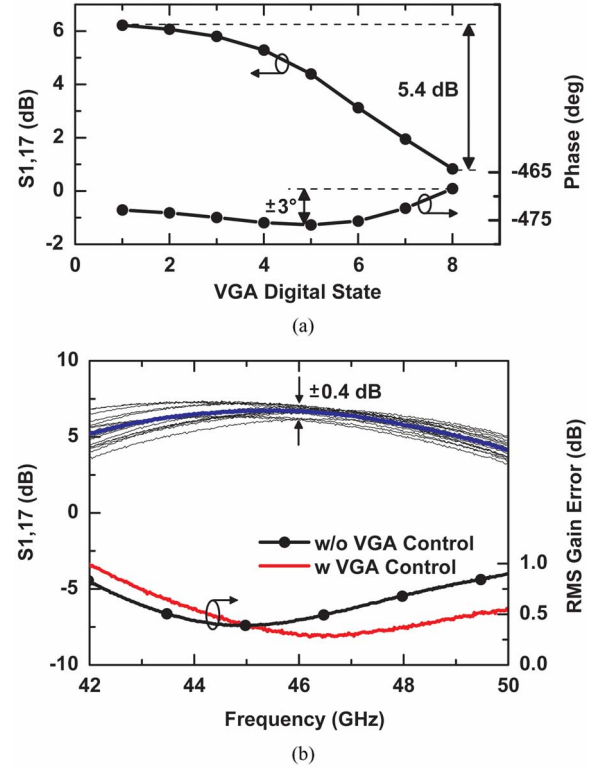 6
4
2
0
-2
S1,17 (dB)
5.4 dB
±3°
-465
-475
Phase (deg)
0 2 4 6 8
VGA Digital State
(a)
10
5
0
-5
-10
S1,17 (dB)
±0.4 dB
w/o VGA Control
w VGA Control
1.0
0.5
0.0
RMS Gain Error (dB)
42 44 46 48 50
Frequency (GHz)
(b)